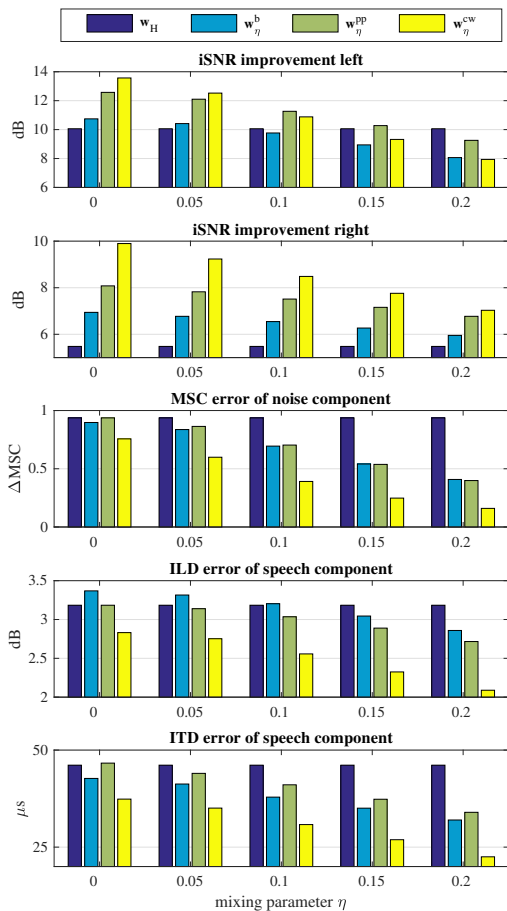 w_H w_η^b w_η^pp w_η^cw
iSNR improvement left
14
12
10
8
6
dB
0 0.05 0.1 0.15 0.2
iSNR improvement right
10
8
6
dB
0 0.05 0.1 0.15 0.2
MSC error of noise component
1
0.5
0
ΔMSC
0 0.05 0.1 0.15 0.2
ILD error of speech component
3.5
3
2.5
2
dB
0 0.05 0.1 0.15 0.2
ITD error of speech component
50
25
μs
0 0.05 0.1 0.15 0.2
mixing parameter η